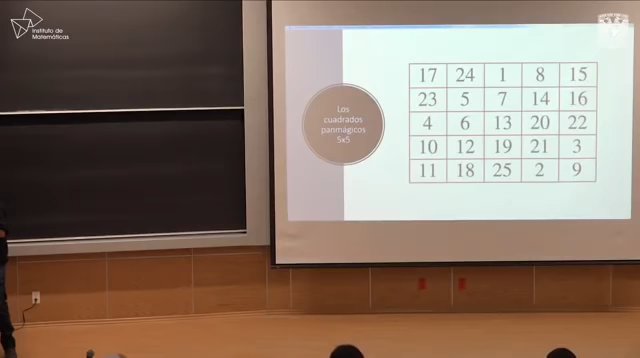 Instituto de
Matemáticas
Los
cuadrados
panmágicos
5x5
17 24 1 8 15
23 5 7 14 16
4 6 13 20 22
10 12 19 21 3
11 18 25 2 9